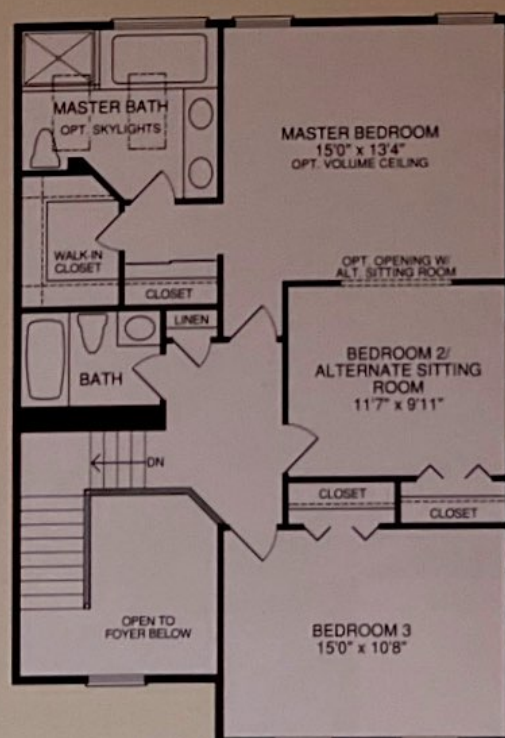 MASTER BATH
OPT. SKYLIGHTS
MASTER BEDROOM
15'0" x 13'4"
OPT. VOLUME CEILING
WALK-IN
CLOSET
CLOSET
OPT. OPENING W/
ALT. SITTING ROOM
LINEN
BATH
BEDROOM 2/
ALTERNATE SITTING
ROOM
11'7" x 9'11"
DN
CLOSET
CLOSET
OPEN TO
FOYER BELOW
BEDROOM 3
15'0" x 10'8"